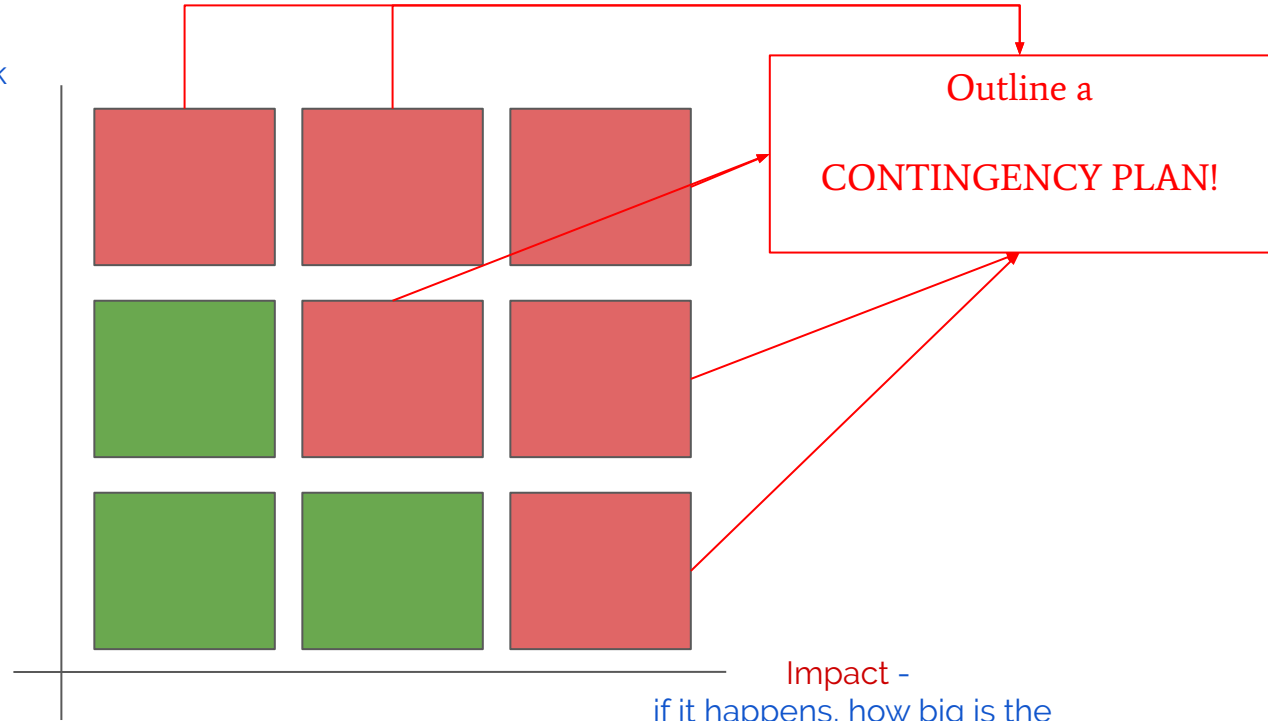 k
Outline a
CONTINGENCY PLAN!
Impact -
if it happens, how big is the